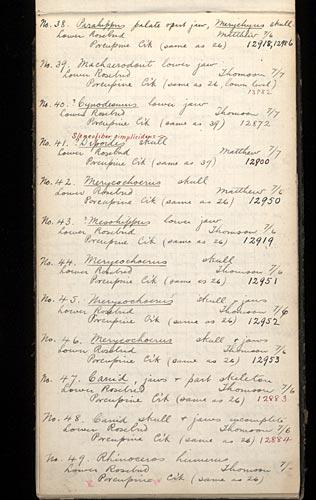 No. 38. Parahippus palate & part jaw, Merychyus skull
Lower Rosebud Matthew 7/6
Porcupine Crk (same as 26) 12918, 12916
No. 39. Machaerodont lower jaw
Lower Rosebud Thomson 7/7
Porcupine Crk (same as 26, low level)
13782
No. 40. ?Cynodesmus lower jaw
Lower Rosebud Thomson 7/7
Porcupine Crk (same as 39) 12872
Stenofiber simplicidens
No. 41. ?Diprodes skull
Lower Rosebud Matthew 7/7
Porcupine Crk (same as 39) 12900
No. 42. Merycochoerus skull
Lower Rosebud Matthew 7/6
Porcupine Crk (same as 26) 12950
No. 43. ?Mesohippus lower jaw
Lower Rosebud Thomson 7/6
Porcupine Crk (same as 26) 12919
No. 44. Merycochoerus skull
Lower Rosebud Thomson 7/6
Porcupine Crk (same as 26) 12951
No. 45. Merycochoerus skull & jaws
Lower Rosebud Thomson 7/6
Porcupine Crk (same as 26) 12952
No. 46. Merycochoerus skull & jaws
Lower Rosebud Thomson 7/6
Porcupine Crk (same as 26) 12953
No. 47. Canid, jaws & part skeleton
Lower Rosebud Thomson 7/6
Porcupine Crk (same as 26) 12883
No. 48. Canid skull & jaws incomplete
Lower Rosebud Thomson 7/6
Porcupine Crk (same as 26) 12884
No. 49. Rhinoceros humerus
Lower Rosebud Thomson 7/-
Porcupine Crk (same as 26)